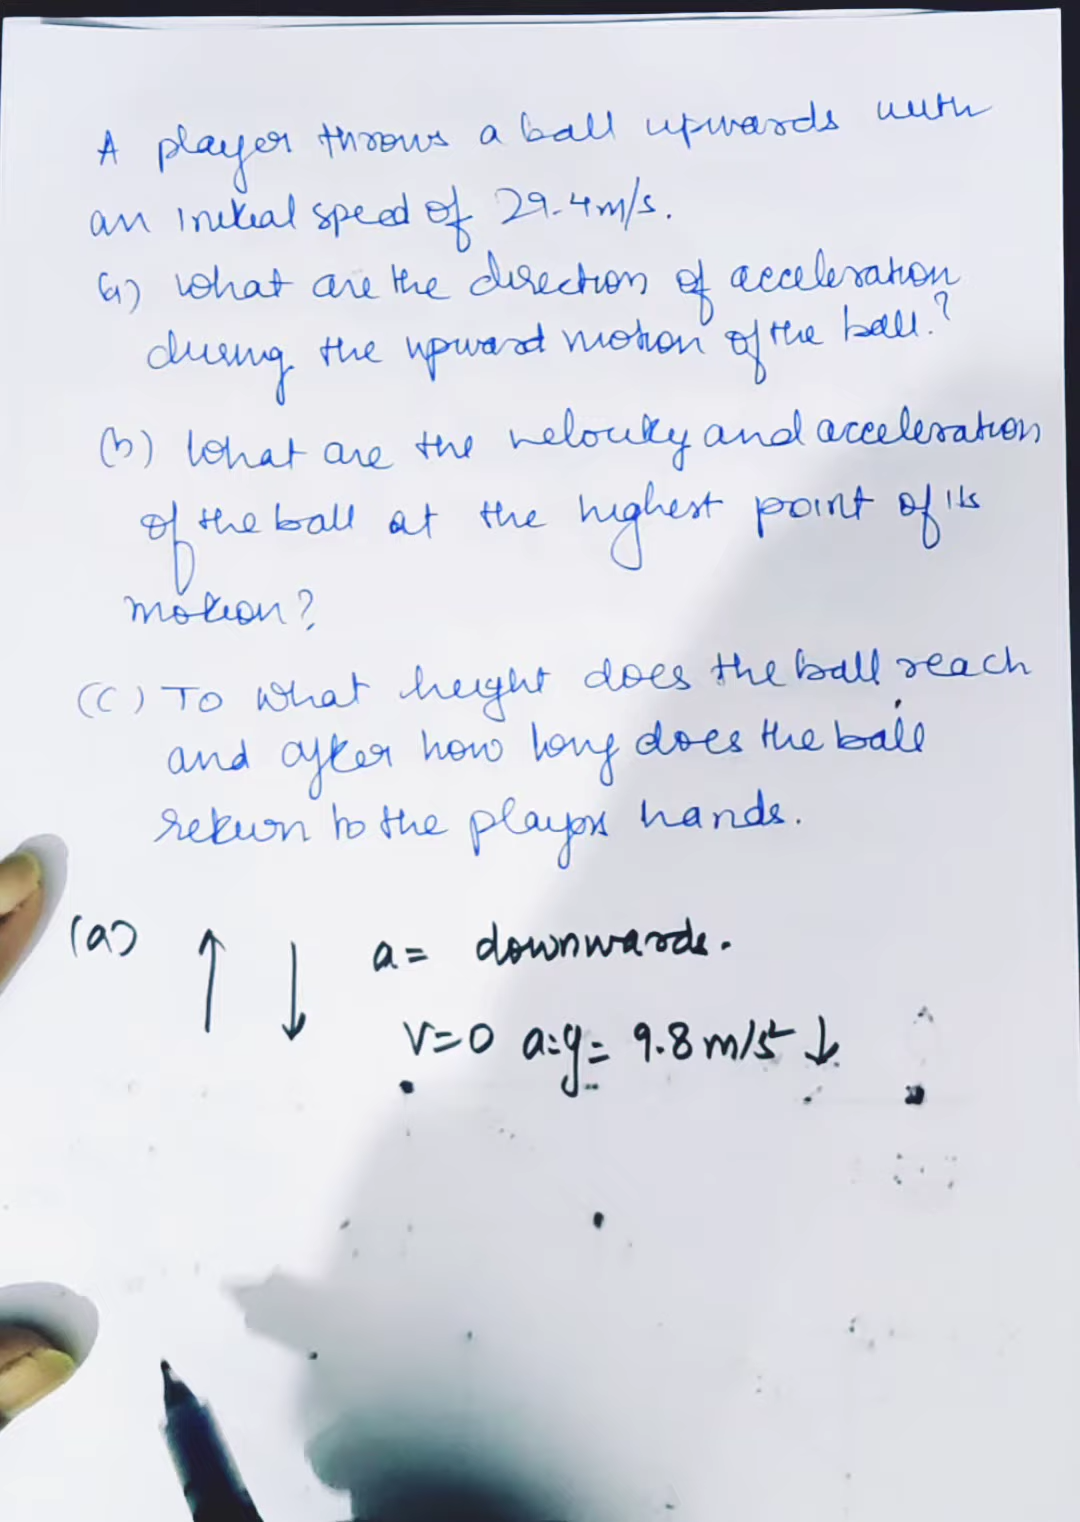 A player throws a ball upwards with
an initial speed of 29.4m/s.
(a) what are the direction of acceleration
during the upward motion of the ball.?
(b) What are the velocity and acceleration
of the ball at the highest point of its
motion?
(c) To what height does the ball reach
and after how long does the ball
return to the players hands.
(a) ↑ ↓ a = downwards.
v=0 a=g= 9.8 m/s² ↓